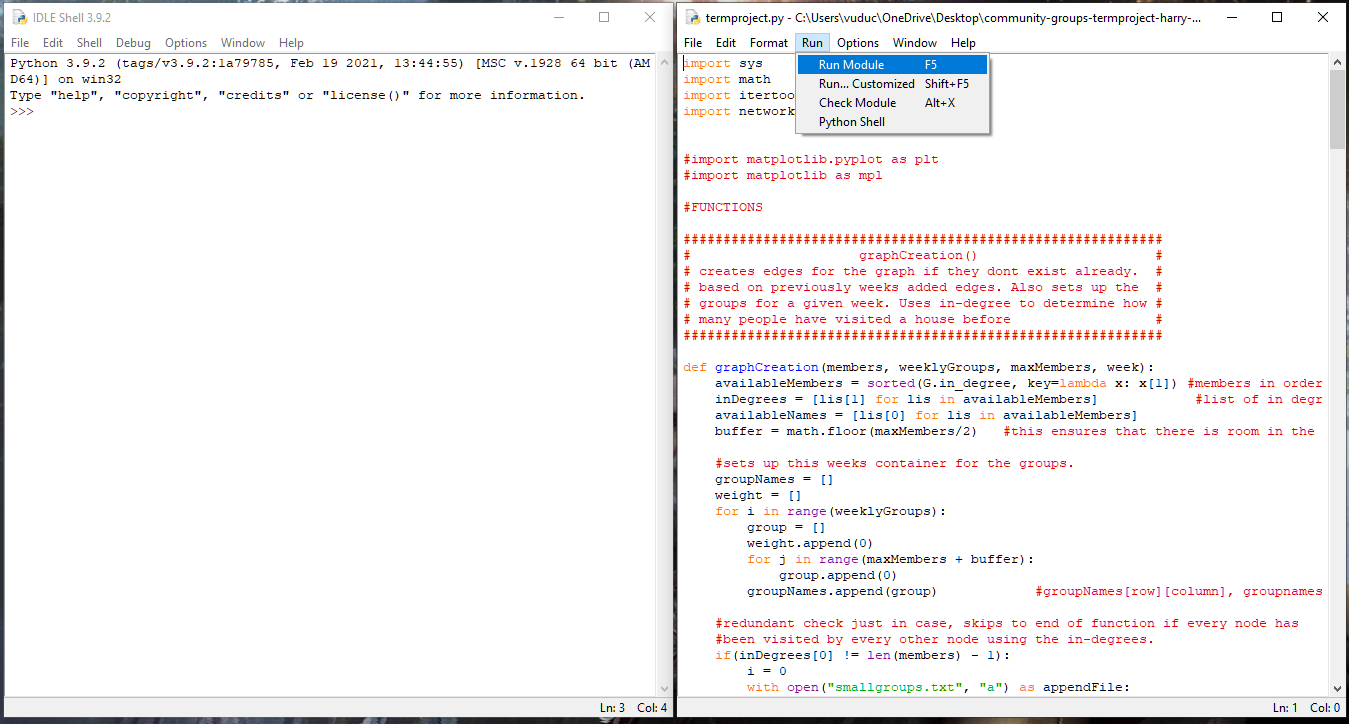 IDLE Shell 3.9.2
File Edit Shell Debug Options Window Help
Python 3.9.2 (tags/v3.9.2:1a79785, Feb 19 2021, 13:44:55) [MSC v.1928 64 bit (AM
D64)] on win32
Type "help", "copyright", "credits" or "license()" for more information.
>>>
Ln: 3 Col: 4
termproject.py - C:\Users\vuduc\OneDrive\Desktop\community-groups-termproject-harry-...
File Edit Format Run Options Window Help
Run Module F5
Run... Customized Shift+F5
Check Module Alt+X
Python Shell
import sys
import math
import itertoo
import network
#import matplotlib.pyplot as plt
#import matplotlib as mpl
#FUNCTIONS
############################################################
# graphCreation() #
# creates edges for the graph if they dont exist already. #
# based on previously weeks added edges. Also sets up the #
# groups for a given week. Uses in-degree to determine how #
# many people have visited a house before #
############################################################
def graphCreation(members, weeklyGroups, maxMembers, week):
    availableMembers = sorted(G.in_degree, key=lambda x: x[1]) #members in order
    inDegrees = [lis[1] for lis in availableMembers] #list of in degr
    availableNames = [lis[0] for lis in availableMembers]
    buffer = math.floor(maxMembers/2) #this ensures that there is room in the
    #sets up this weeks container for the groups.
    groupNames = []
    weight = []
    for i in range(weeklyGroups):
        group = []
        weight.append(0)
        for j in range(maxMembers + buffer):
            group.append(0)
        groupNames.append(group) #groupNames[row][column], groupnames
    #redundant check just in case, skips to end of function if every node has
    #been visited by every other node using the in-degrees.
    if(inDegrees[0] != len(members) - 1):
        i = 0
        with open("smallgroups.txt", "a") as appendFile:
Ln: 1 Col: 0